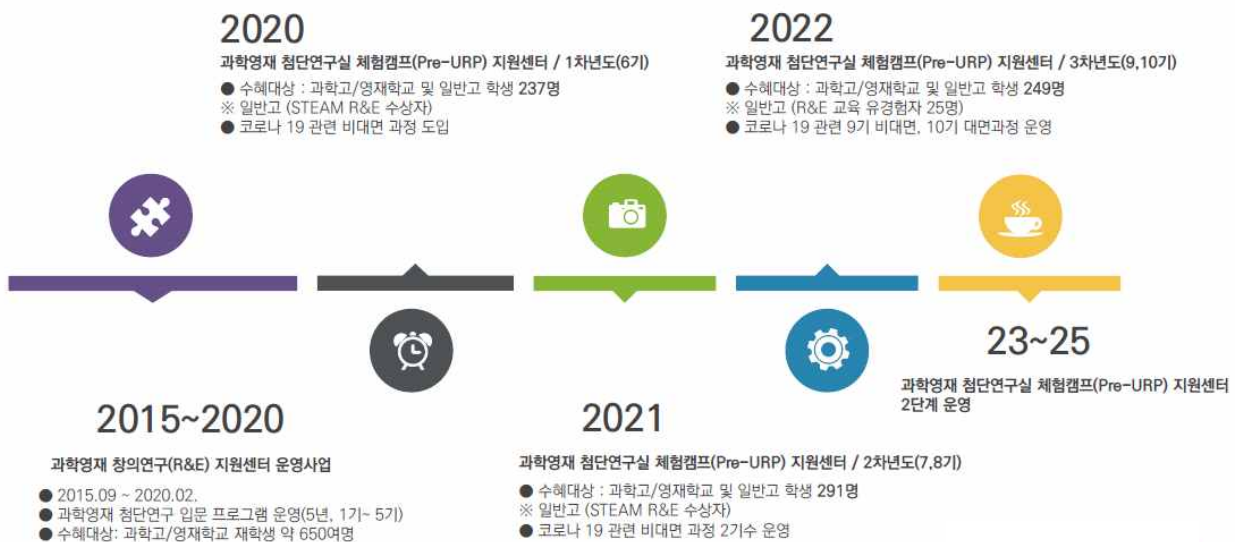 2020
과학영재 첨단연구실 체험캠프(Pre-URP) 지원센터 / 1차년도(6기)
● 수혜대상 : 과학고/영재학교 및 일반고 학생 237명
※ 일반고 (STEAM R&E 수상자)
● 코로나 19 관련 비대면 과정 도입
2022
과학영재 첨단연구실 체험캠프(Pre-URP) 지원센터 / 3차년도(9,10기)
● 수혜대상 : 과학고/영재학교 및 일반고 학생 249명
※ 일반고 (R&E 교육 유경험자 25명)
● 코로나 19 관련 9기 비대면, 10기 대면과정 운영
2015~2020
과학영재 창의연구(R&E) 지원센터 운영사업
● 2015.09 ~ 2020.02.
● 과학영재 첨단연구 입문 프로그램 운영(5년, 1기~ 5기)
● 수혜대상: 과학고/영재학교 재학생 약 650여명
2021
과학영재 첨단연구실 체험캠프(Pre-URP) 지원센터 / 2차년도(7,8기)
● 수혜대상 : 과학고/영재학교 및 일반고 학생 291명
※ 일반고 (STEAM R&E 수상자)
● 코로나 19 관련 비대면 과정 2기수 운영
23~25
과학영재 첨단연구실 체험캠프(Pre-URP) 지원센터
2단계 운영